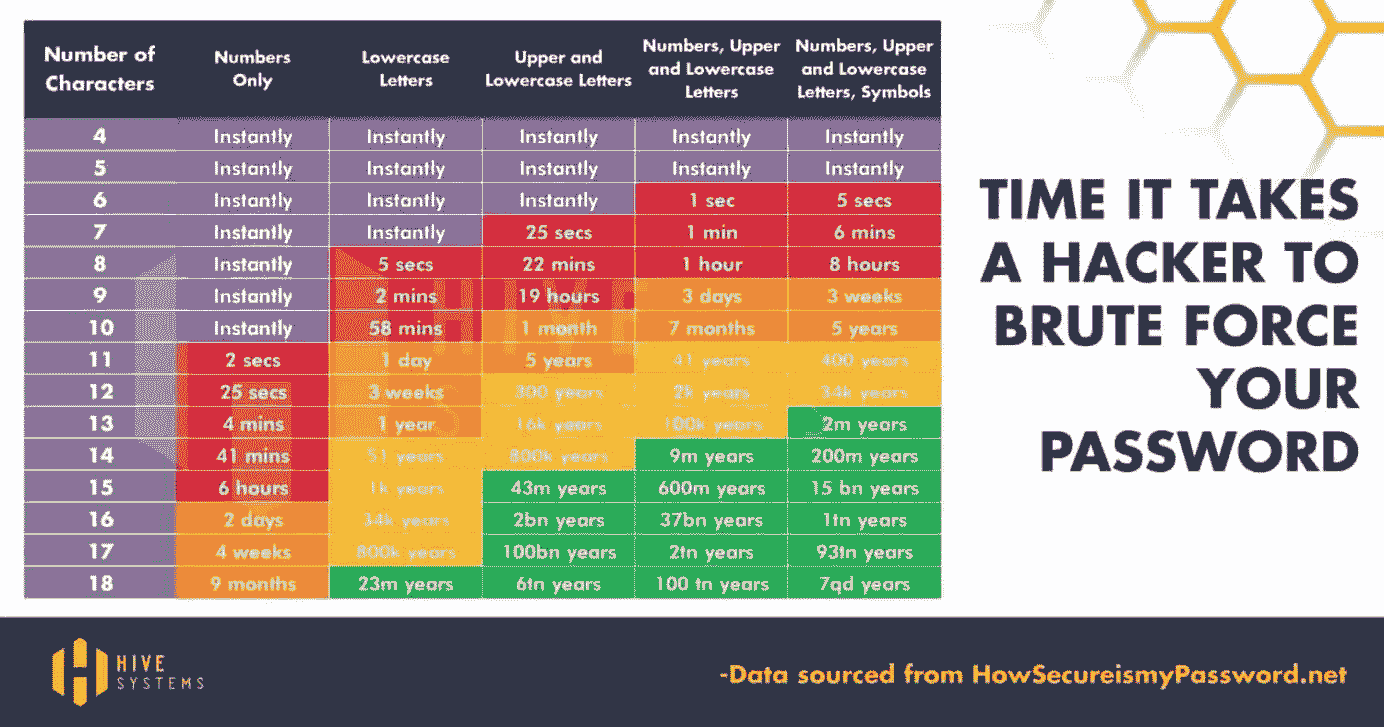 Number of Characters Numbers Only Lowercase Letters Upper and Lowercase Letters Numbers, Upper and Lowercase Letters Numbers, Upper and Lowercase Letters, Symbols
4 Instantly Instantly Instantly Instantly Instantly
5 Instantly Instantly Instantly Instantly Instantly
6 Instantly Instantly Instantly 1 sec 5 secs
7 Instantly Instantly 25 secs 1 min 6 mins
8 Instantly 5 secs 22 mins 1 hour 8 hours
9 Instantly 2 mins 19 hours 3 days 3 weeks
10 Instantly 58 mins 1 month 7 months 5 years
11 2 secs 1 day 5 years 41 years 400 years
12 25 secs 3 weeks 300 years 2k years 34k years
13 4 mins 1 year 16k years 100k years 2m years
14 41 mins 51 years 800k years 9m years 200m years
15 6 hours 1k years 43m years 600m years 15 bn years
16 2 days 34k years 2bn years 37bn years 1tn years
17 4 weeks 800k years 100bn years 2tn years 93tn years
18 9 months 23m years 6tn years 100 tn years 7qd years
TIME IT TAKES
A HACKER TO
BRUTE FORCE
YOUR
PASSWORD
HIVE
SYSTEMS
-Data sourced from HowSecureismyPassword.net